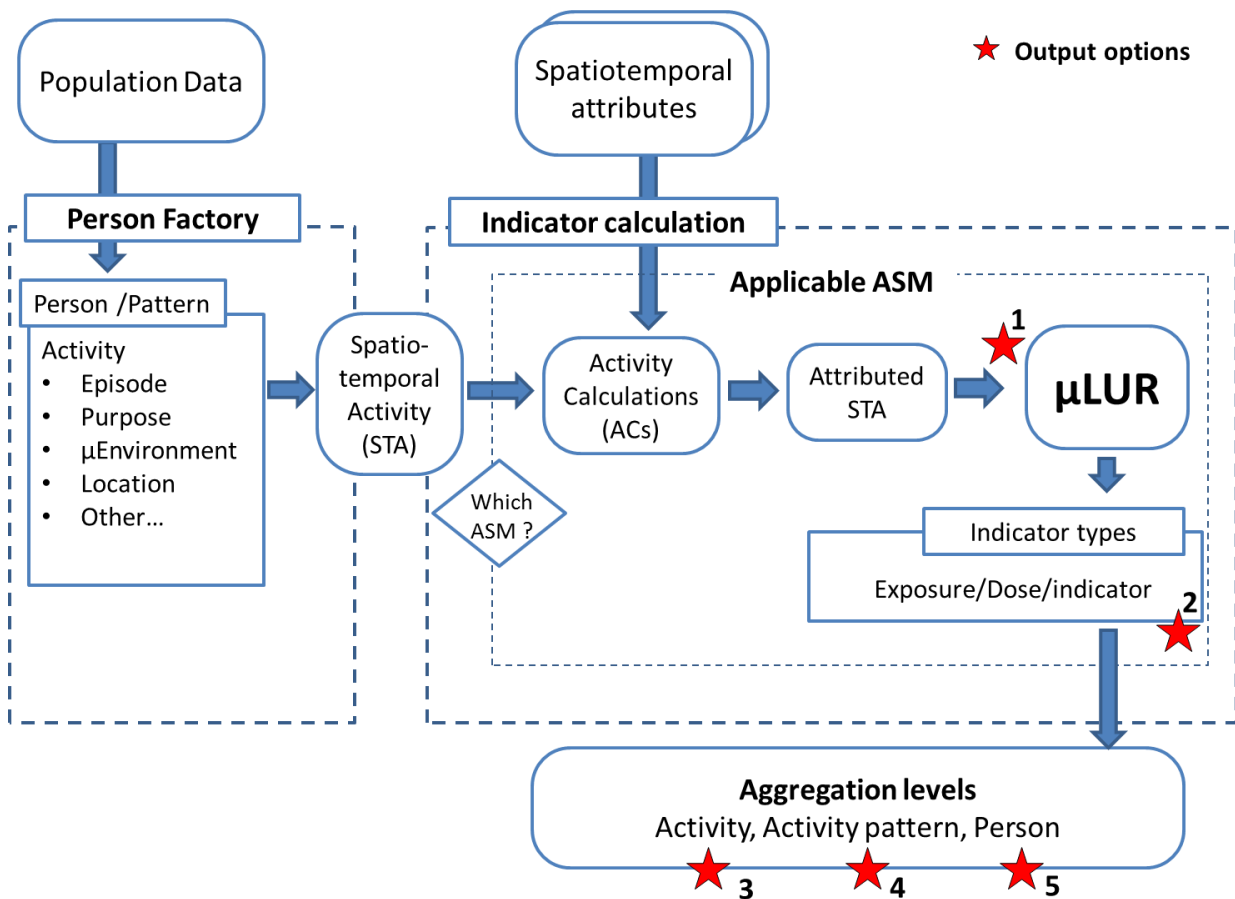 Population Data
Spatiotemporal
attributes
Output options
Person Factory
Indicator calculation
Person /Pattern
Activity
• Episode
• Purpose
• µEnvironment
• Location
• Other…
Spatio-
temporal
Activity
(STA)
Which
ASM ?
Applicable ASM
Activity
Calculations
(ACs)
Attributed
STA
1
µLUR
Indicator types
Exposure/Dose/indicator
2
Aggregation levels
Activity, Activity pattern, Person
3
4
5